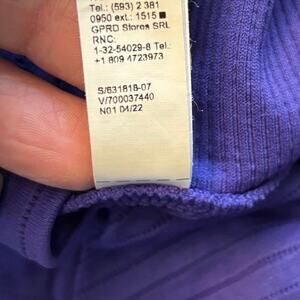 Tel.: (593) 2 381
0950 ext.: 1515 ■
GPRD Stores SRL
RNC:
1-32-54029-8 Tel.:
+1 809 4723973
S/631818-07
V/700037440
N01 04/22